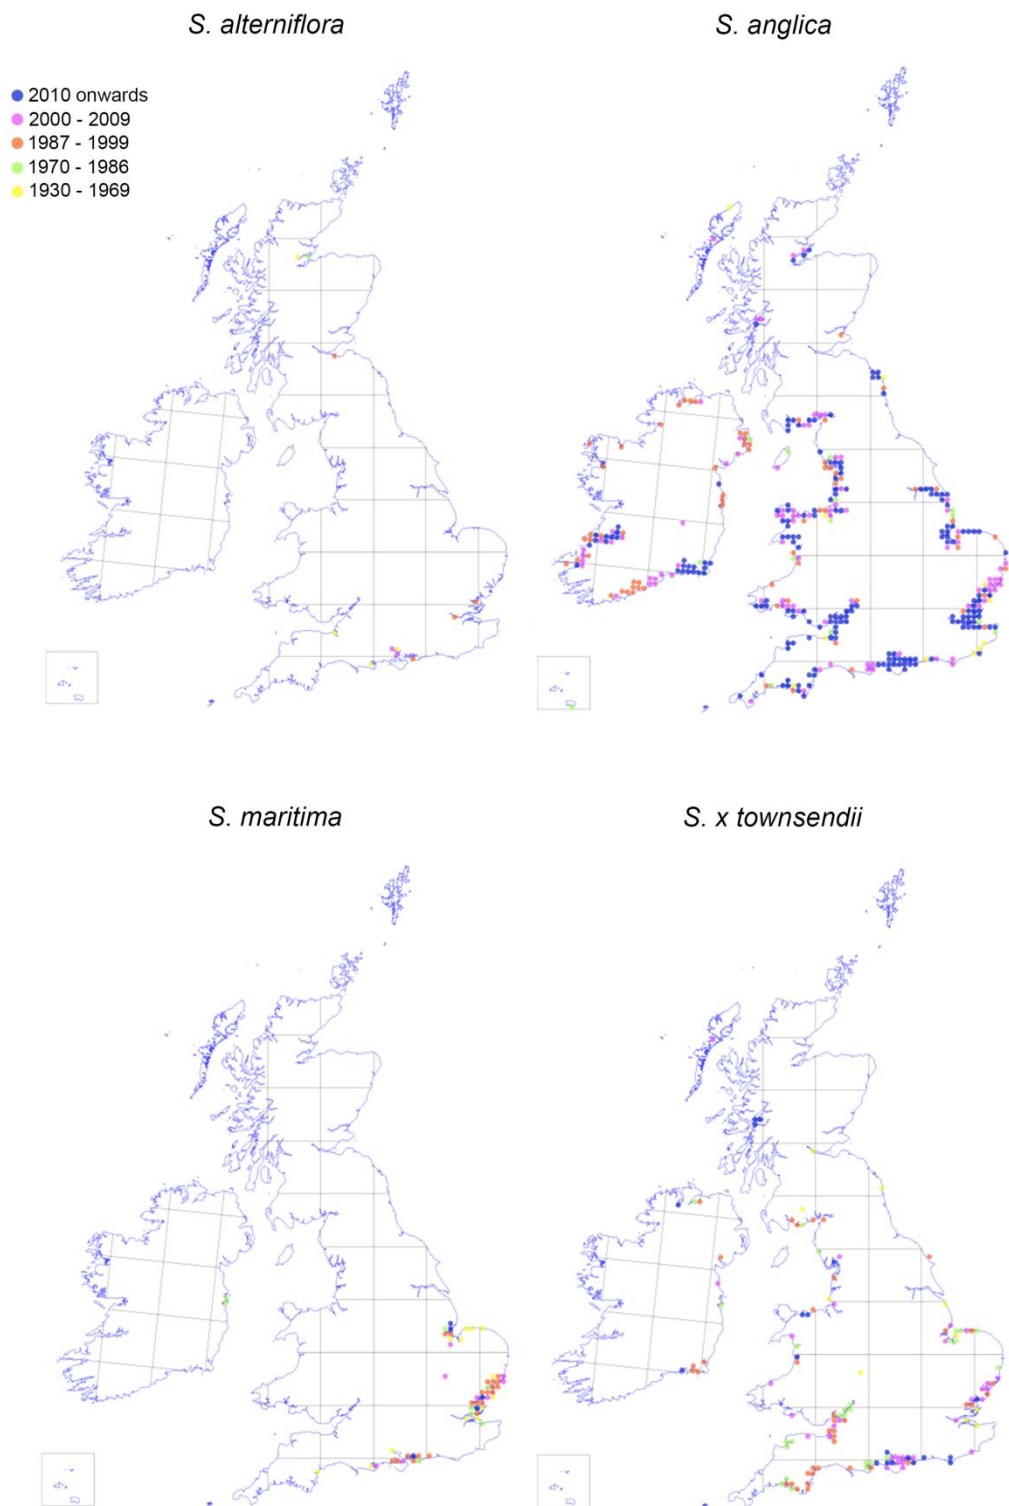 S. alterniflora
S. anglica
2010 onwards
2000 - 2009
1987 - 1999
1970 - 1986
1930 - 1969
S. maritima
S. x townsendii